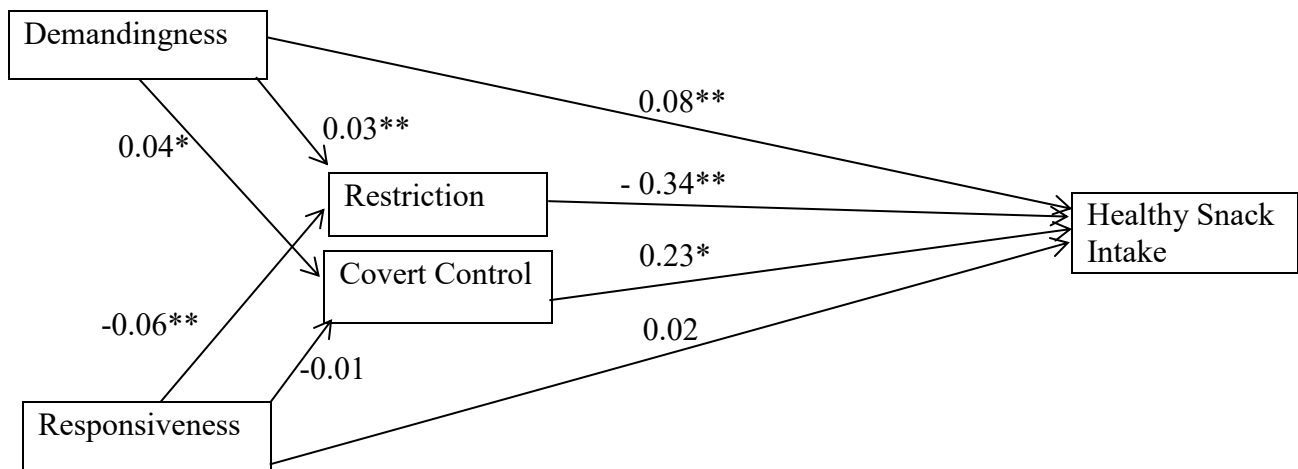 Demandingness
0.08**
0.03**
0.04*
Restriction
- 0.34**
Healthy Snack
Intake
Covert Control
0.23*
-0.06**
0.02
-0.01
Responsiveness